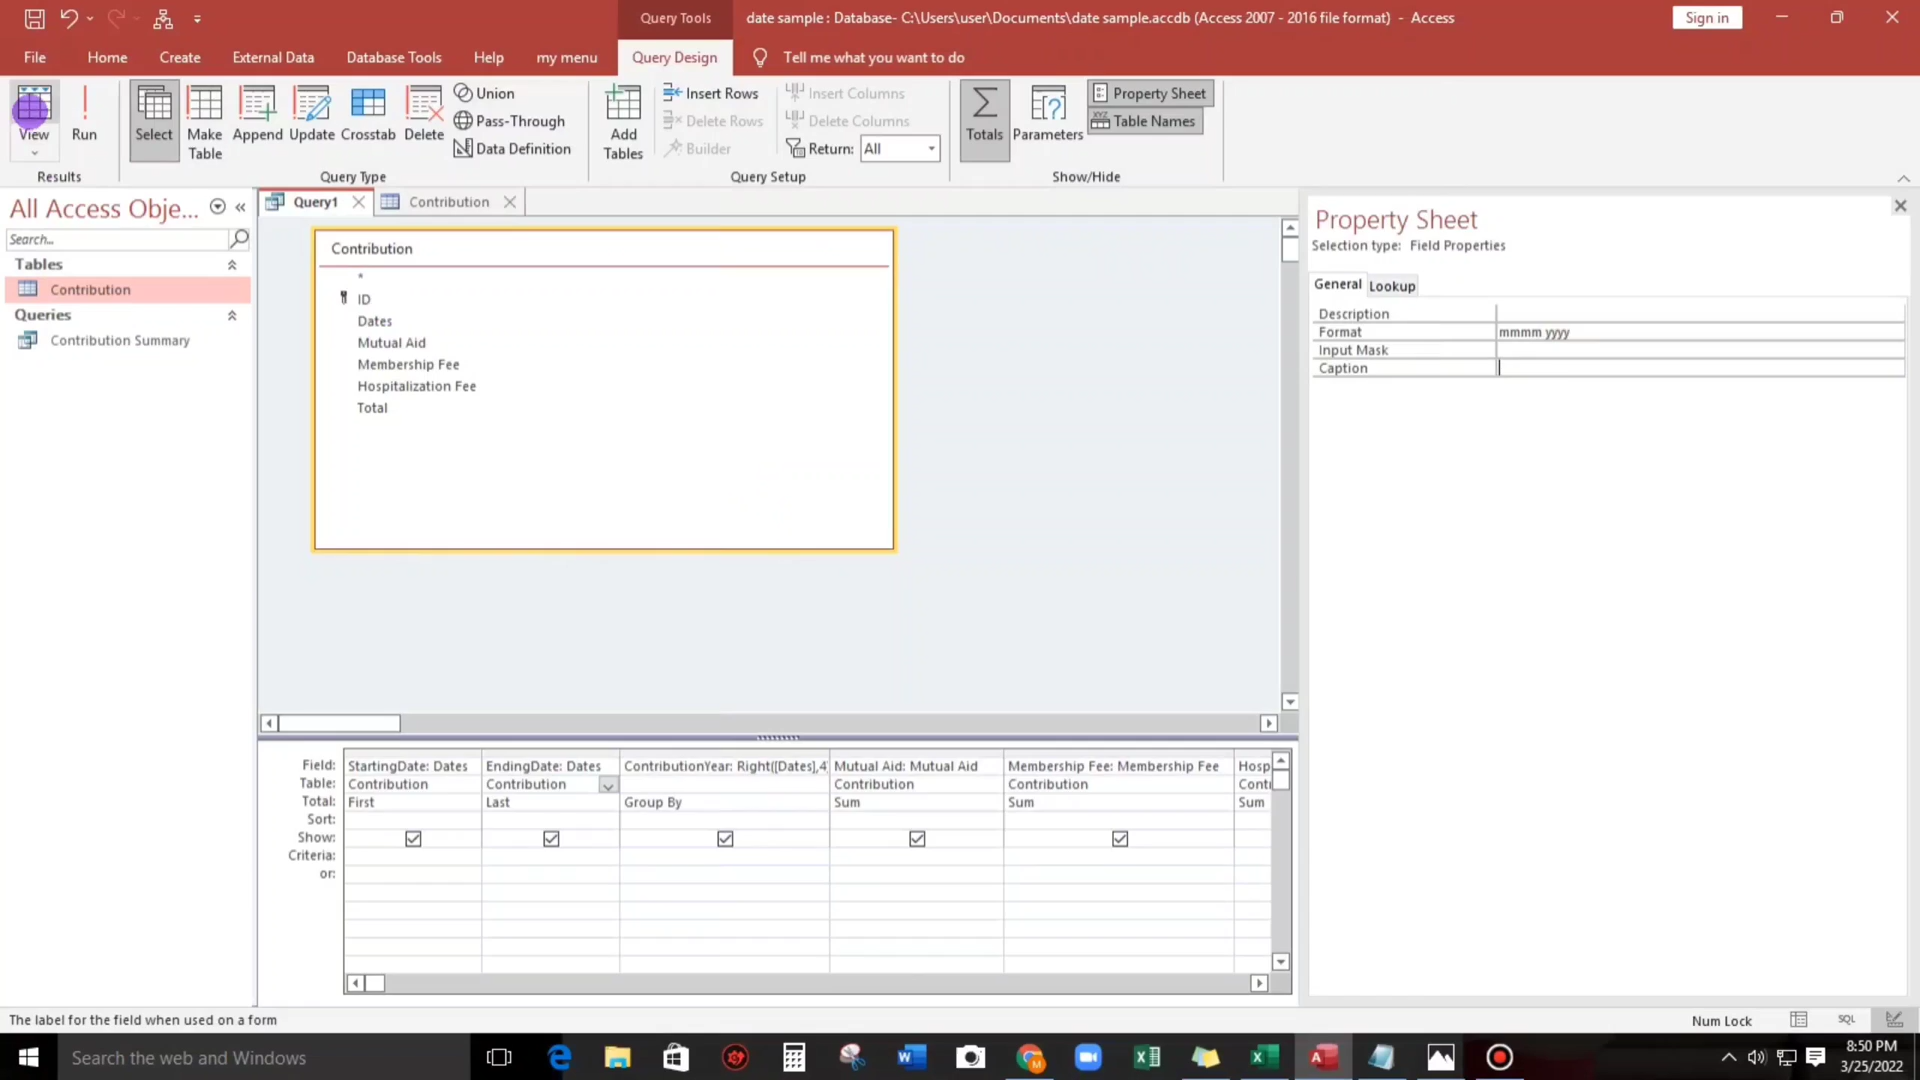 Query Tools
date sample : Database- C:\Users\user\Documents\date sample.accdb (Access 2007 - 2016 file format) - Access
Sign in
File Home Create External Data Database Tools Help my menu Query Design Tell me what you want to do
View
Run
Results
Select
Make Table
Append
Update
Crosstab
Delete
Union
Pass-Through
Data Definition
Query Type
Add Tables
Insert Rows
Delete Rows
Builder
Insert Columns
Delete Columns
Return: All
Query Setup
Totals
Parameters
Property Sheet
Table Names
Show/Hide
All Access Obje...
Search...
Tables
Contribution
Queries
Contribution Summary
Query1
Contribution
Contribution
*
ID
Dates
Mutual Aid
Membership Fee
Hospitalization Fee
Total
Field: StartingDate: Dates EndingDate: Dates ContributionYear: Right([Dates],4 Mutual Aid: Mutual Aid Membership Fee: Membership Fee Hosp
Table: Contribution Contribution Contribution Contribution Contr
Total: First Last Group By Sum Sum Sum
Sort:
Show:
Criteria:
or:
Property Sheet
Selection type: Field Properties
General Lookup
Description
Format mmmm yyyy
Input Mask
Caption
The label for the field when used on a form
Num Lock
SQL
Search the web and Windows
8:50 PM
3/25/2022